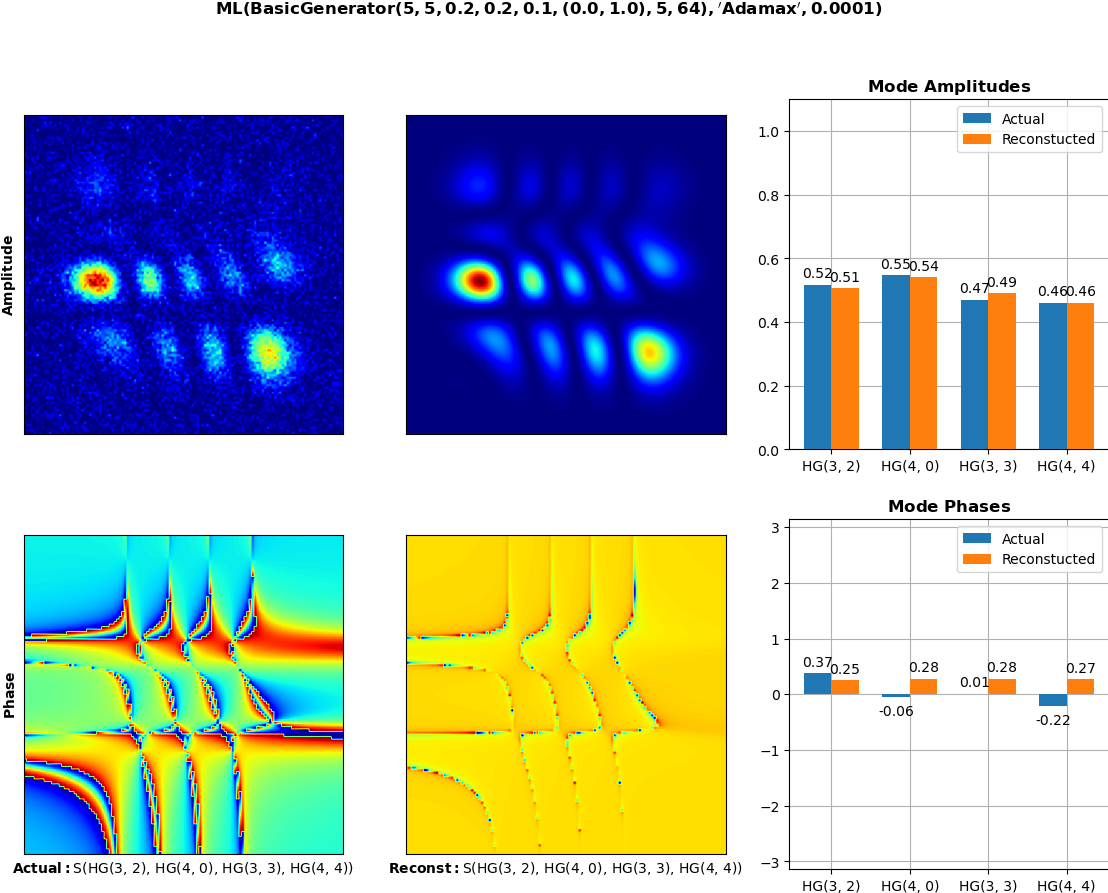 ML(BasicGenerator(5, 5, 0.2, 0.2, 0.1, (0.0, 1.0), 5, 64), ′Adamax′, 0.0001)
Mode Amplitudes
Amplitude
1.0
0.8
0.6
0.4
0.2
0.0
Actual
Reconstucted
0.52
0.51
0.55
0.54
0.47
0.49
0.46
0.46
HG(3, 2)
HG(4, 0)
HG(3, 3)
HG(4, 4)
Mode Phases
Phase
3
2
1
0
−1
−2
−3
Actual
Reconstucted
0.37
0.25
-0.06
0.28
0.01
0.28
-0.22
0.27
HG(3, 2)
HG(4, 0)
HG(3, 3)
HG(4, 4)
Actual: S(HG(3, 2), HG(4, 0), HG(3, 3), HG(4, 4))
Reconst: S(HG(3, 2), HG(4, 0), HG(3, 3), HG(4, 4))